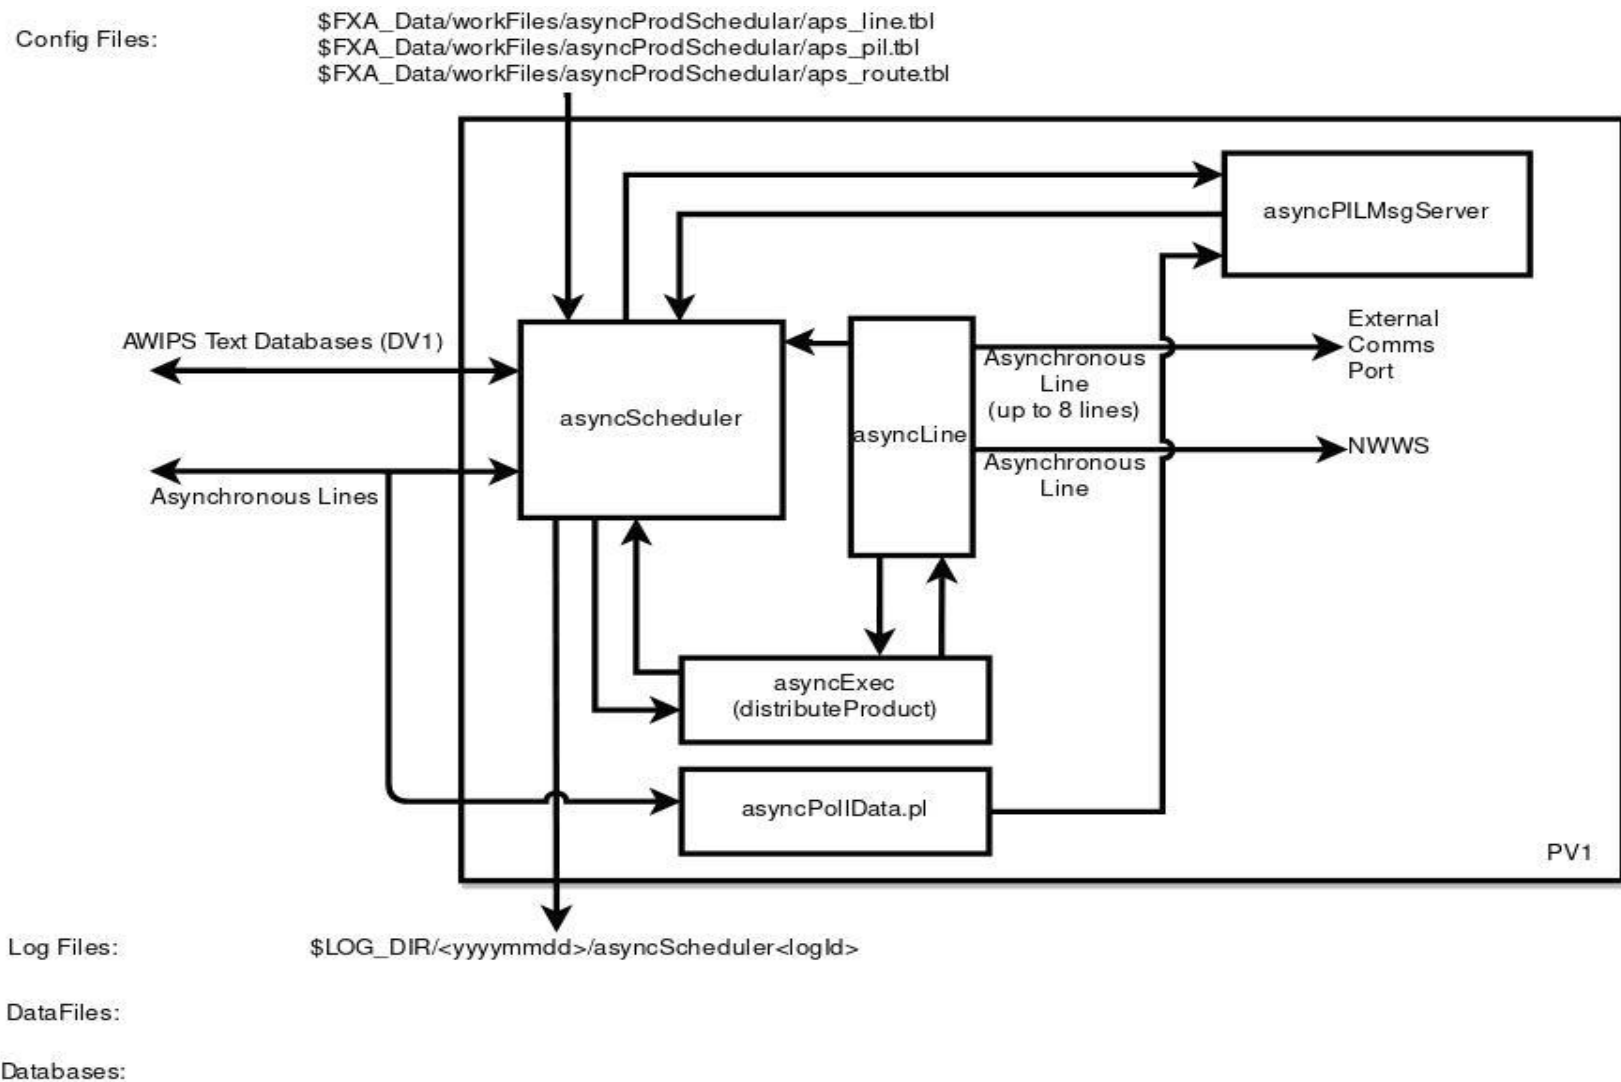 Config Files:
$FXA_Data/workFiles/asyncProdSchedular/aps_line.tbl
$FXA_Data/workFiles/asyncProdSchedular/aps_pil.tbl
$FXA_Data/workFiles/asyncProdSchedular/aps_route.tbl
asyncPILMsgServer
AWIPS Text Databases (DV1)
asyncScheduler
Asynchronous Lines
asyncLine
Asynchronous
Line
(up to 8 lines)
External
Comms
Port
Asynchronous
Line
NWWS
asyncExec
(distributeProduct)
asyncPollData.pl
PV1
Log Files:
$LOG_DIR/<yyyymmdd>/asyncScheduler<logId>
DataFiles:
Databases: